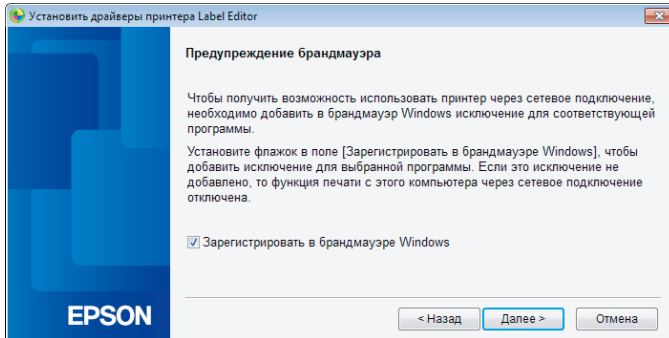 Установить драйверы принтера Label Editor
Предупреждение брандмауэра
Чтобы получить возможность использовать принтер через сетевое подключение,
необходимо добавить в брандмауэр Windows исключение для соответствующей
программы.
Установите флажок в поле [Зарегистрировать в брандмауэре Windows], чтобы
добавить исключение для выбранной программы. Если это исключение не
добавлено, то функция печати с этого компьютера через сетевое подключение
отключена.
Зарегистрировать в брандмауэре Windows
EPSON
< Назад
Далее >
Отмена